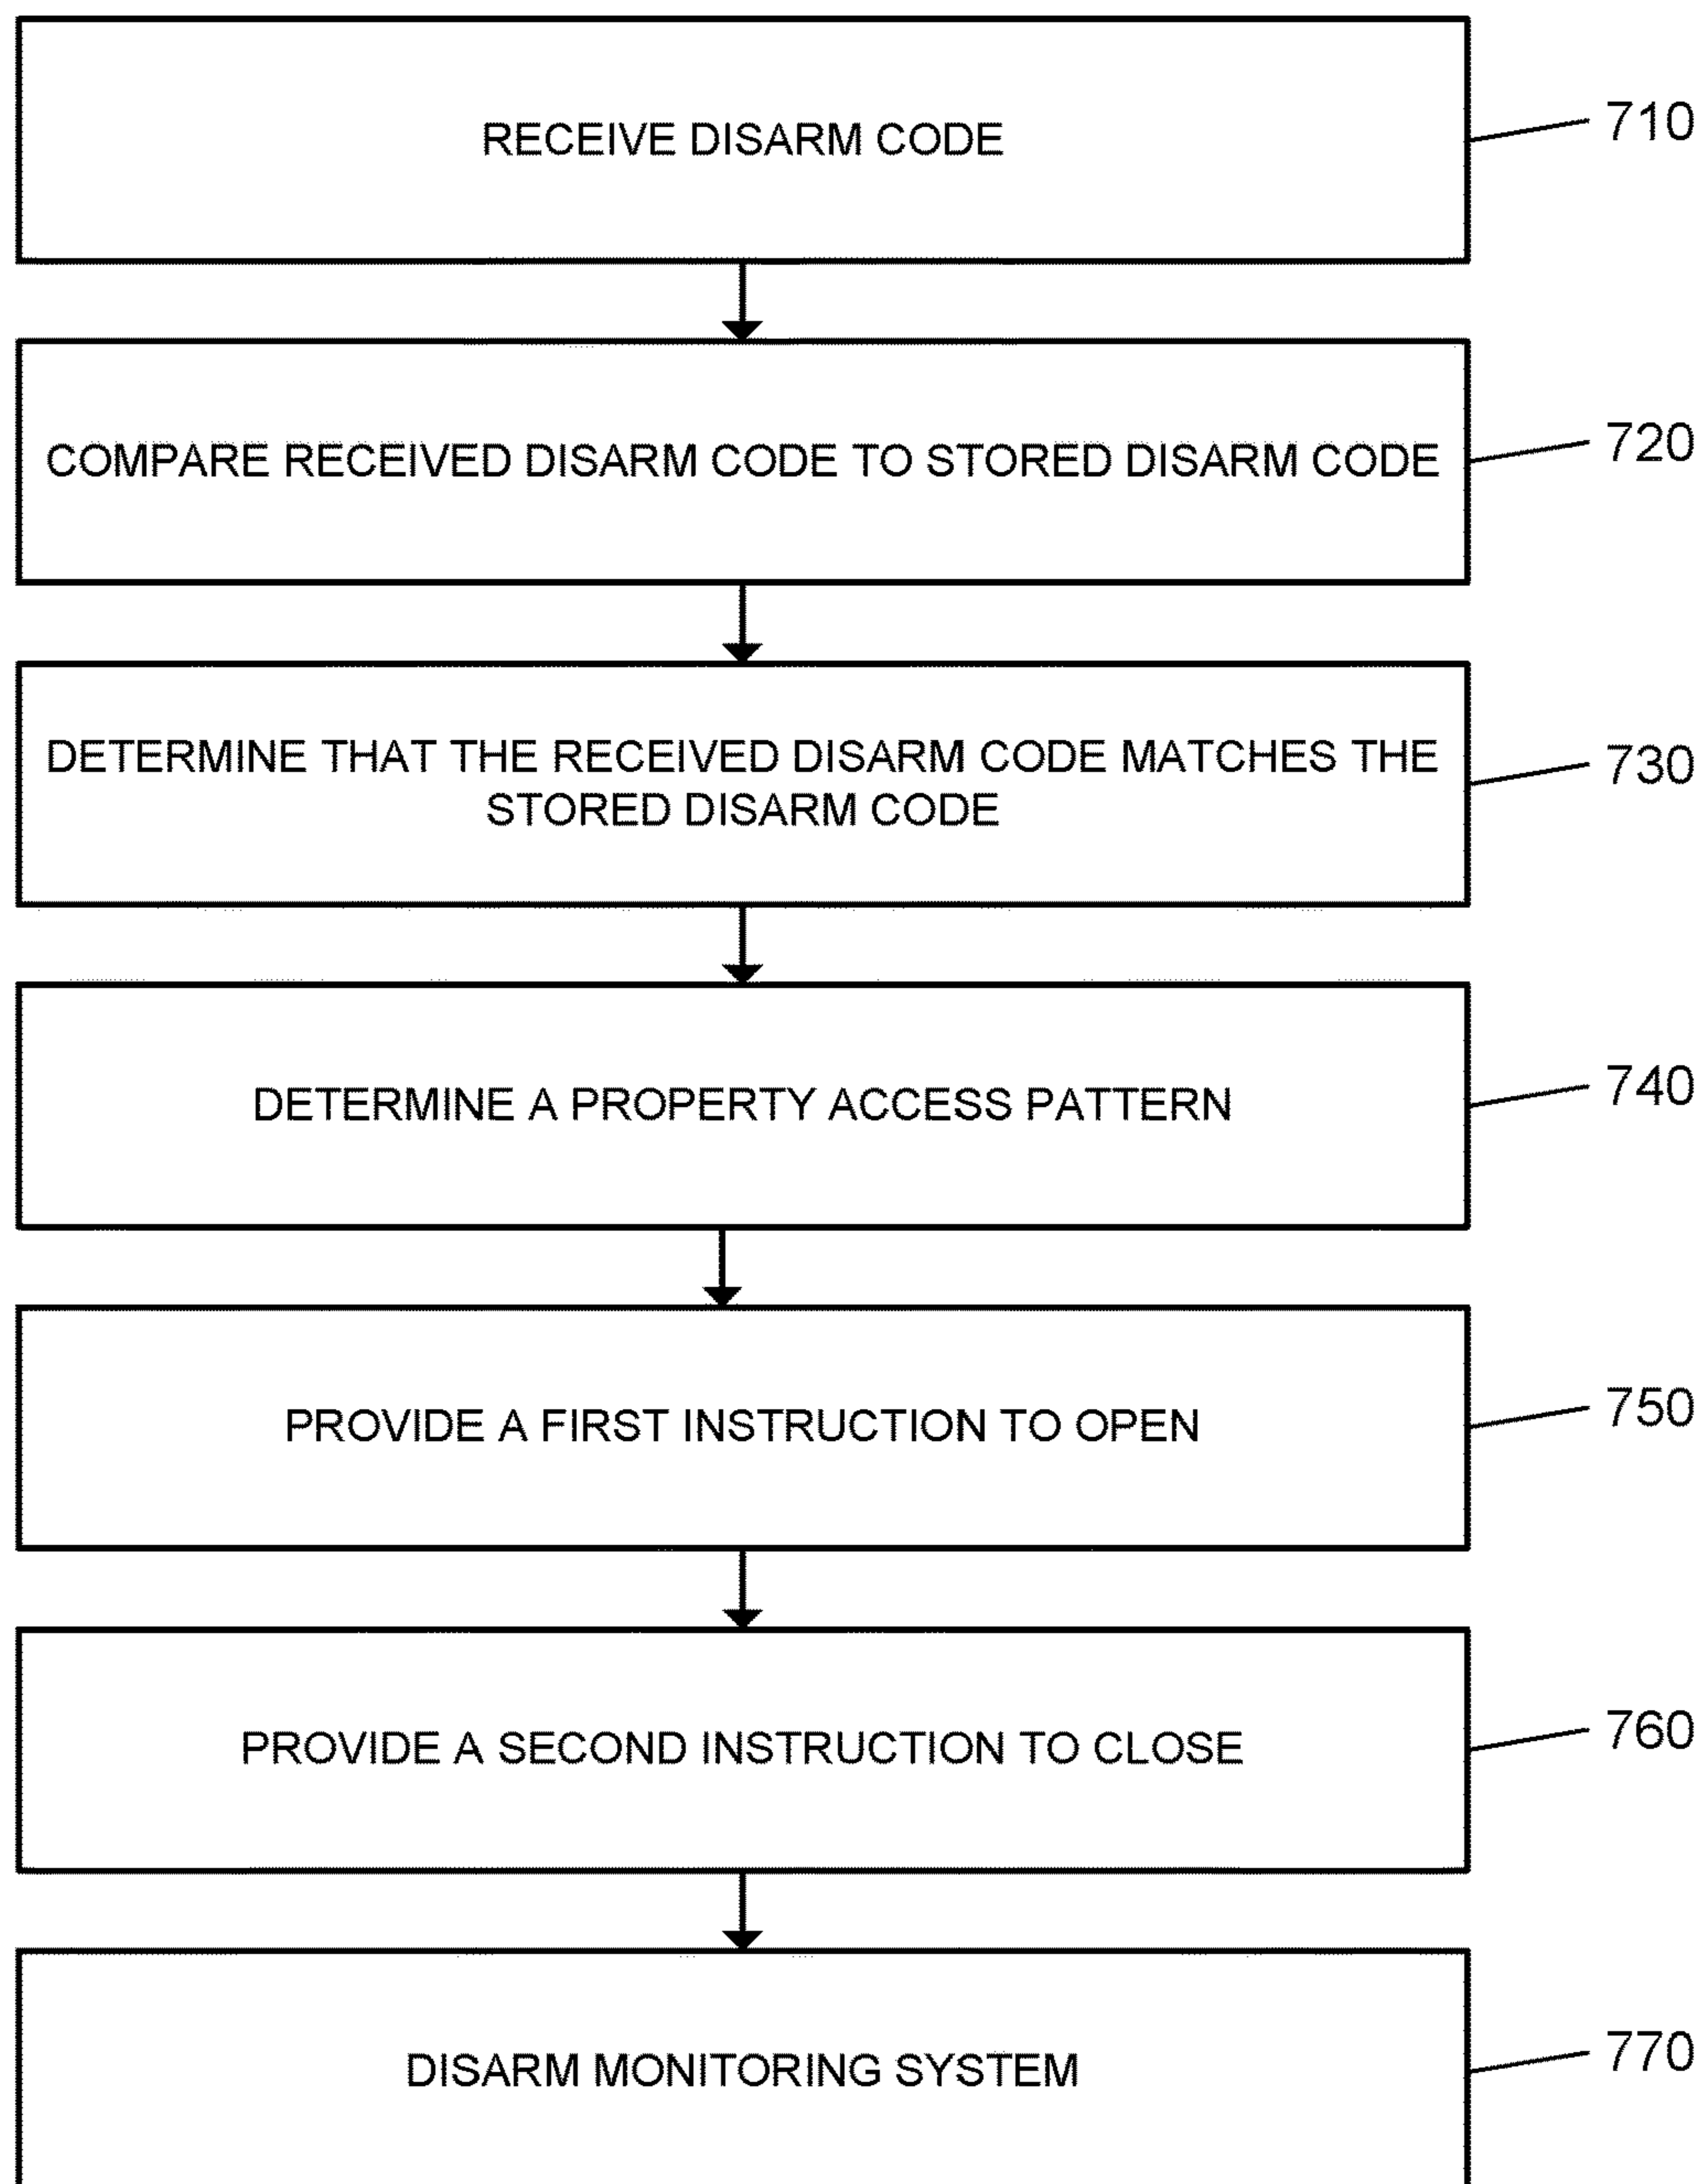 RECEIVE DISARM CODE
710
COMPARE RECEIVED DISARM CODE TO STORED DISARM CODE
720
DETERMINE THAT THE RECEIVED DISARM CODE MATCHES THE
STORED DISARM CODE
730
DETERMINE A PROPERTY ACCESS PATTERN
740
PROVIDE A FIRST INSTRUCTION TO OPEN
750
PROVIDE A SECOND INSTRUCTION TO CLOSE
760
DISARM MONITORING SYSTEM
770